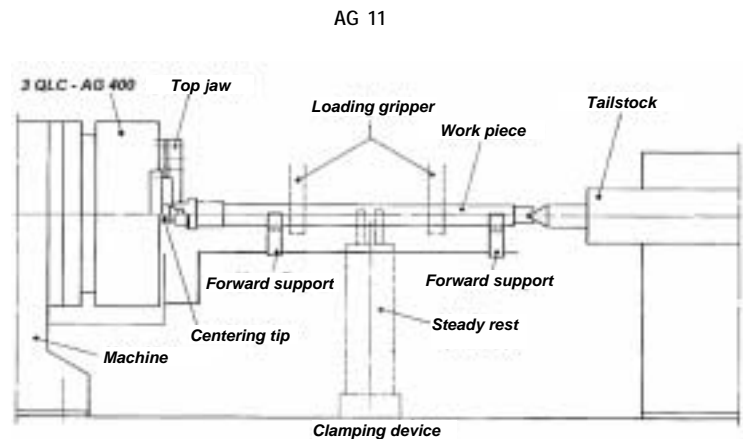 AG 11
3 QLC - AG 400
Top jaw
Loading gripper
Work piece
Tailstock
Forward support
Forward support
Centering tip
Steady rest
Machine
Clamping device